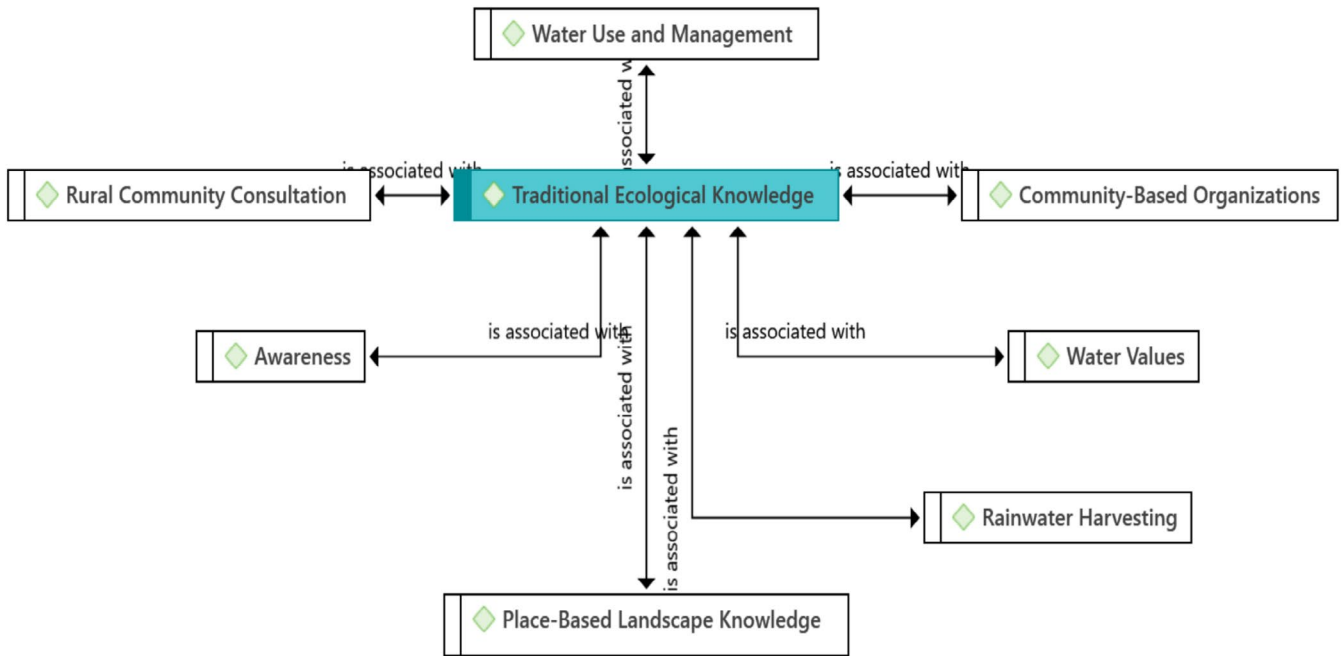 Water Use and Management
associated w
is associated with
is associated with
Rural Community Consultation
Traditional Ecological Knowledge
Community-Based Organizations
is associated with
is associated with
Awareness
Water Values
is associated with
is associated with
Rainwater Harvesting
Place-Based Landscape Knowledge